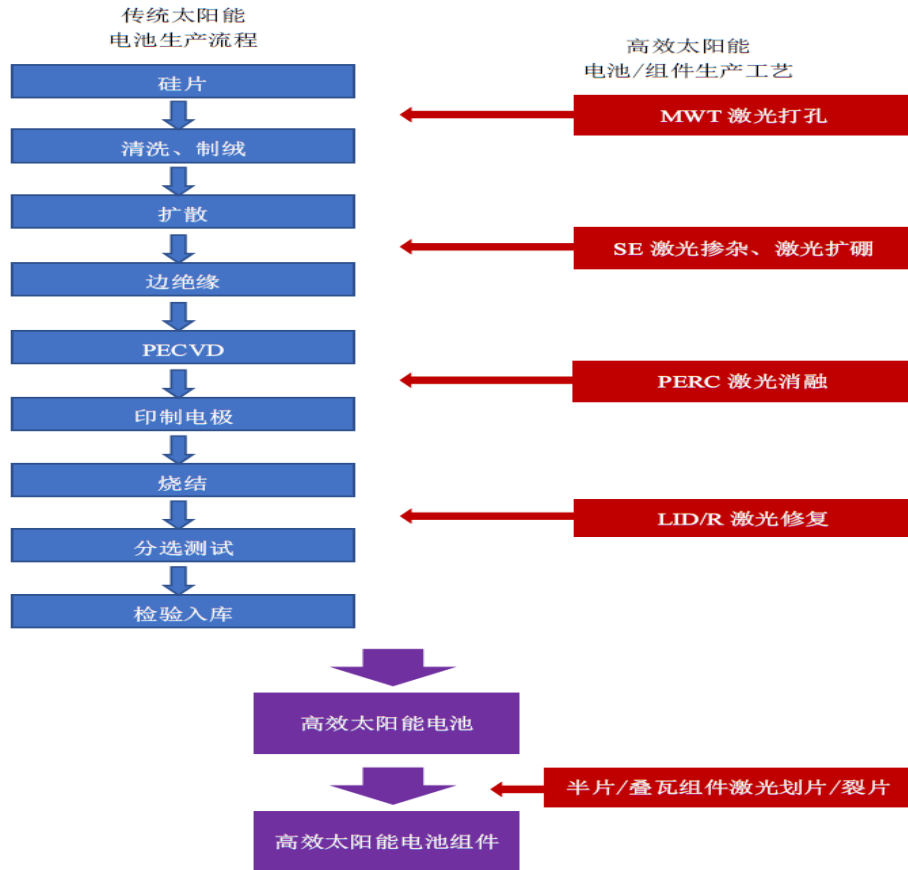 传统太阳能
电池生产流程
高效太阳能
电池/组件生产工艺
硅片
MWT 激光打孔
清洗、制绒
扩散
SE 激光掺杂、激光扩硼
边绝缘
PECVD
PERC 激光消融
印制电极
烧结
LID/R 激光修复
分选测试
检验入库
高效太阳能电池
半片/叠瓦组件激光划片/裂片
高效太阳能电池组件